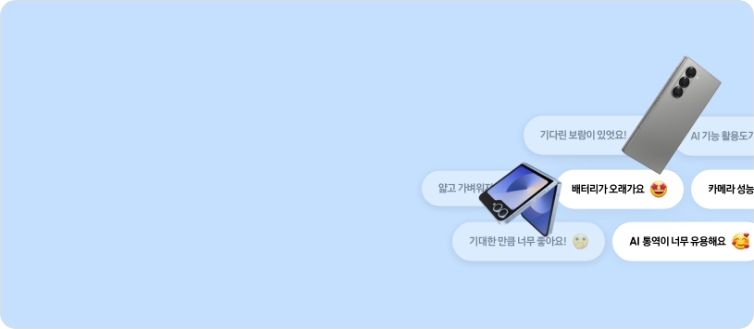 기다린 보람이 있엇요!
AI 기능 활용도가
얇고 가벼워
배터리가 오래가요
카메라 성능
기대한 만큼 너무 좋아요!
AI 통역이 너무 유용해요